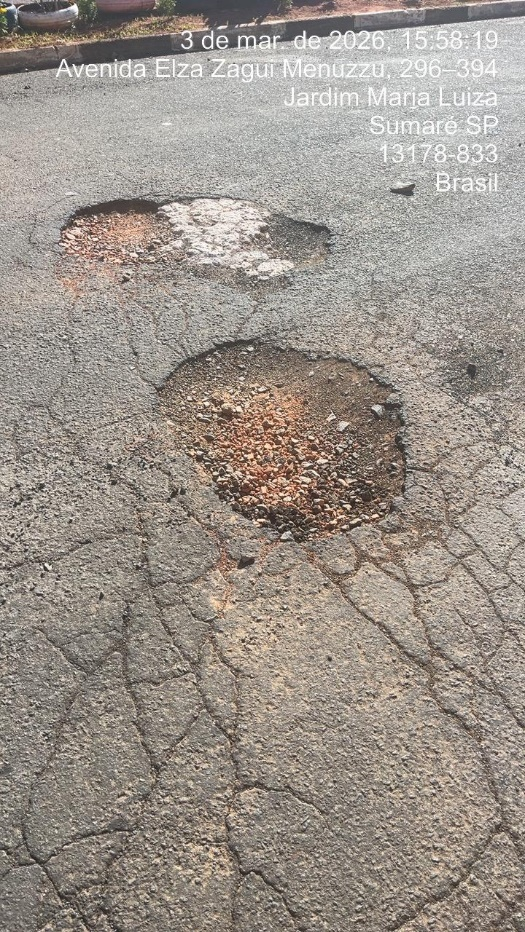 3 de mar. de 2026, 15:58:19
Avenida Elza Zagui Menuzzu, 296–394
Jardim Marja Luiza
Sumaré SP
13178-833
Brasil